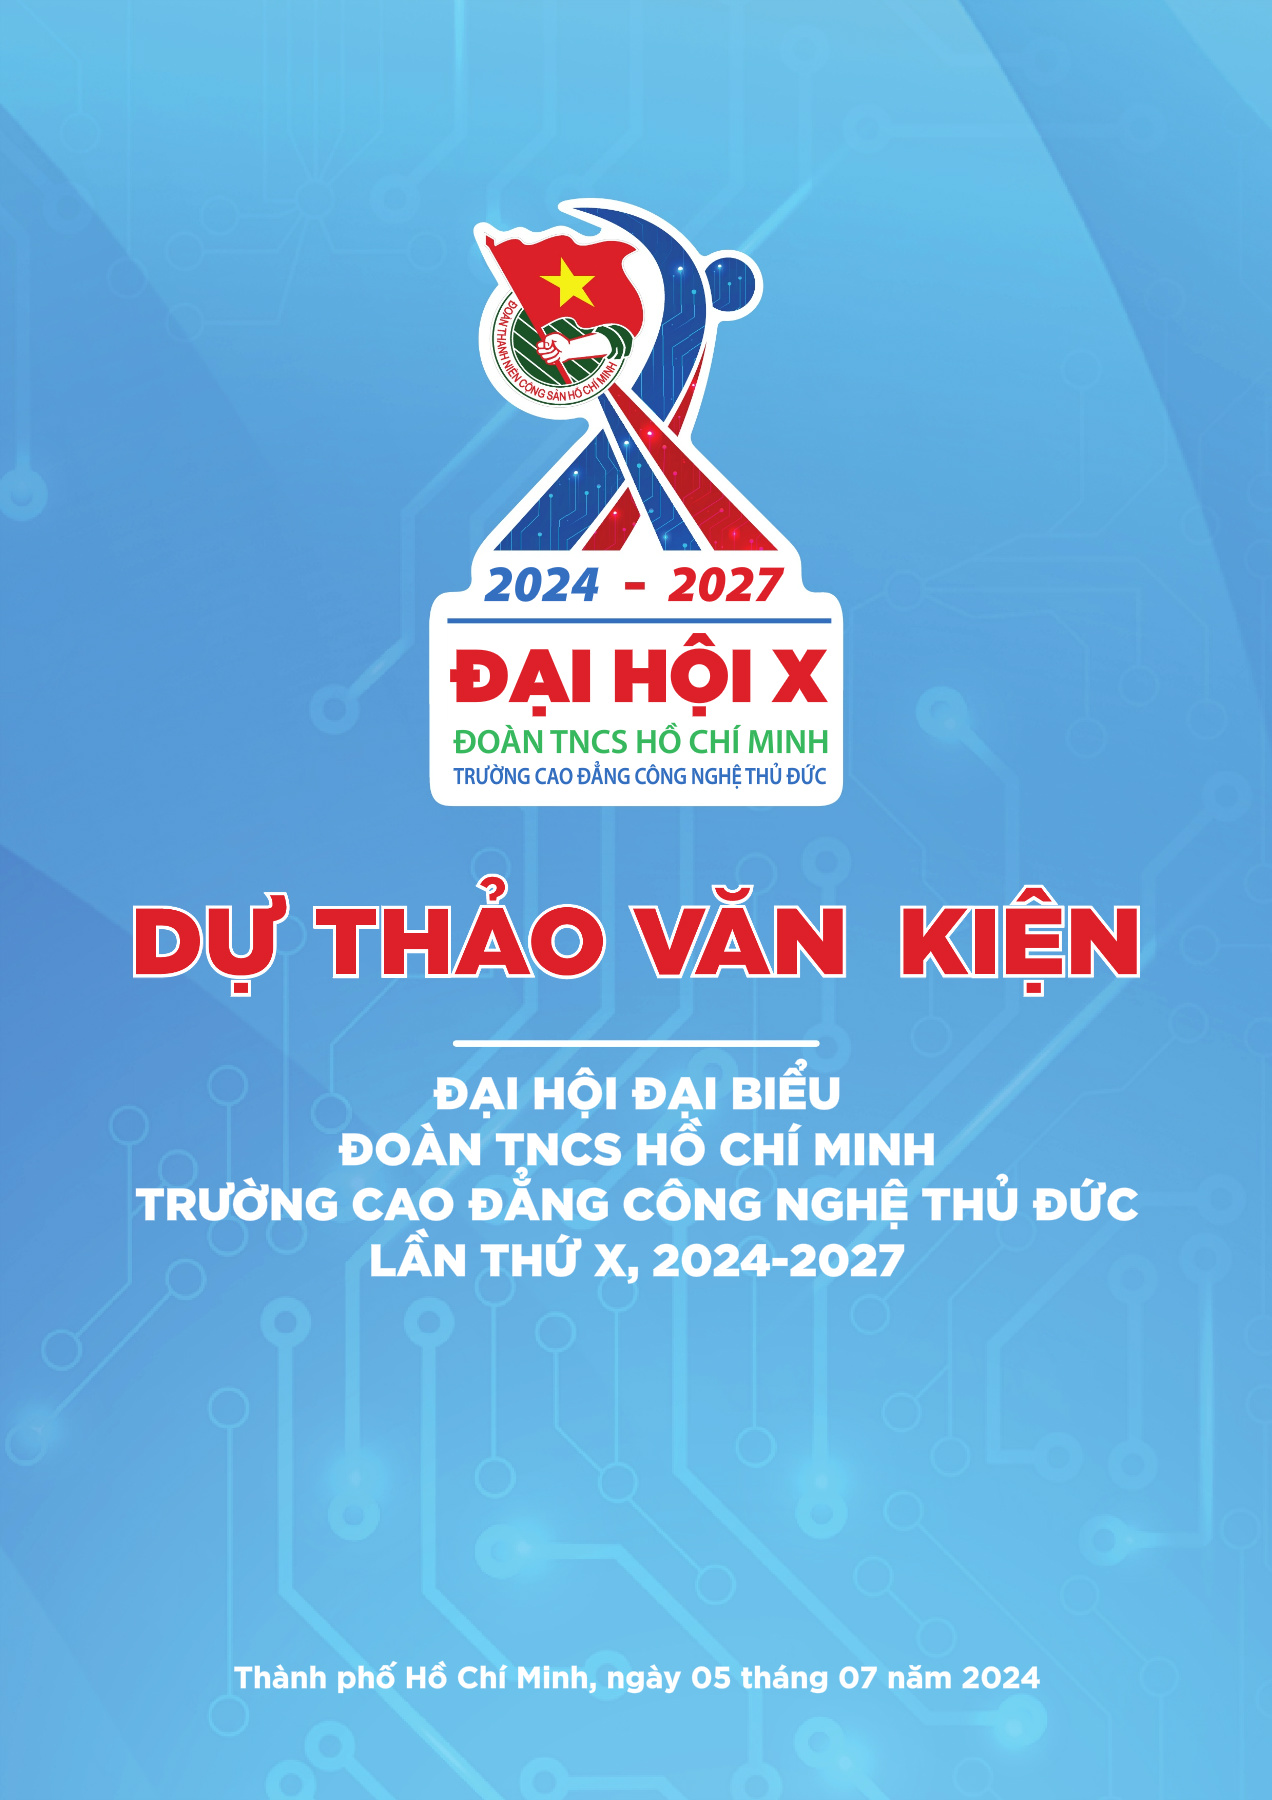 ĐOÀN THANH NIÊN CỘNG SẢN HỒ CHÍ MINH
2024 - 2027
ĐẠI HỘI X
ĐOÀN TNCS HỒ CHÍ MINH
TRƯỜNG CAO ĐẲNG CÔNG NGHỆ THỦ ĐỨC
DỰ THẢO VĂN KIỆN
ĐẠI HỘI ĐẠI BIỂU
ĐOÀN TNCS HỒ CHÍ MINH
TRƯỜNG CAO ĐẲNG CÔNG NGHỆ THỦ ĐỨC
LẦN THỨ X, 2024-2027
Thành phố Hồ Chí Minh, ngày 05 tháng 07 năm 2024